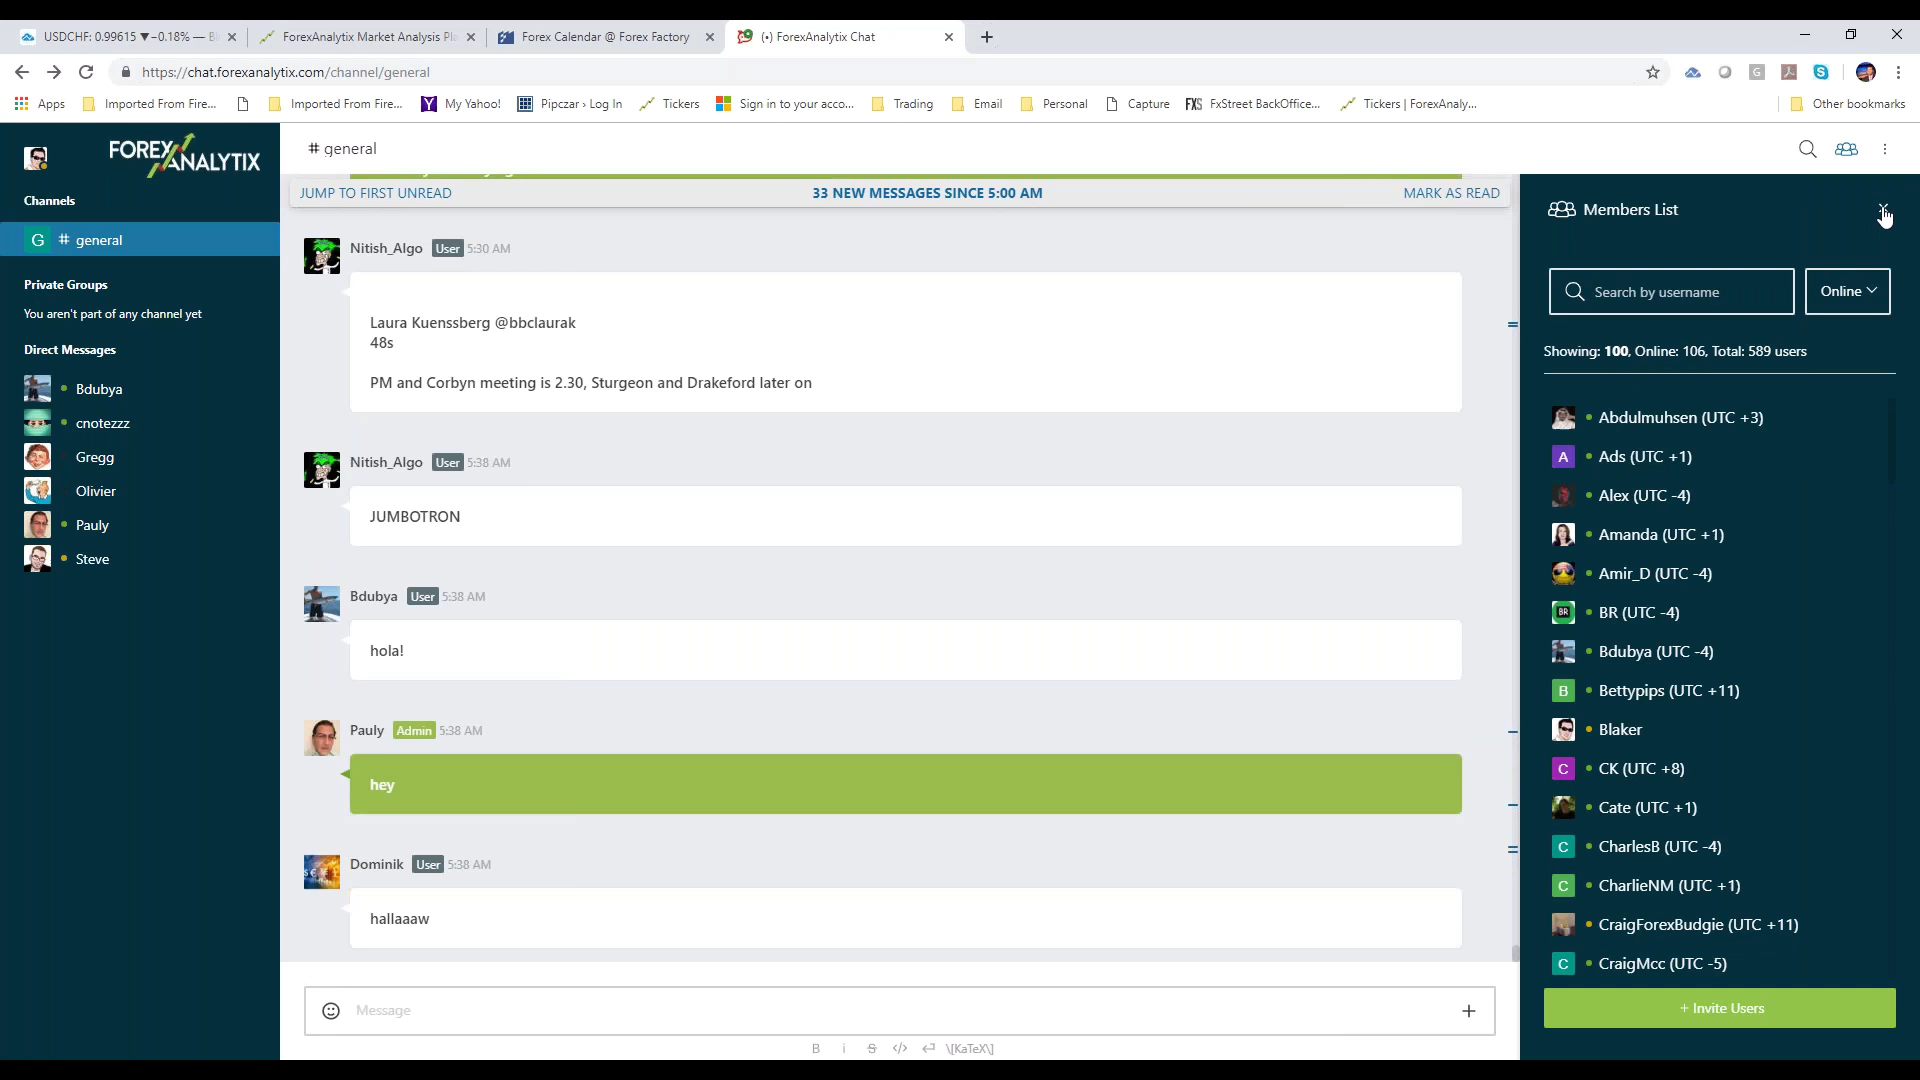 USDCHF: 0.99615 ▼−0.18% — Bl
ForexAnalytix Market Analysis Pla
Forex Calendar @ Forex Factory
(•) ForexAnalytix Chat
https://chat.forexanalytix.com/channel/general
Apps
Imported From Fire...
Imported From Fire...
My Yahoo!
Pipczar › Log In
Tickers
Sign in to your acco...
Trading
Email
Personal
Capture
FXS FxStreet BackOffice...
Tickers | ForexAnaly...
Other bookmarks
FOREX ANALYTIX
Channels
G # general
Private Groups
You aren't part of any channel yet
Direct Messages
Bdubya
cnotezzz
Gregg
Olivier
Pauly
Steve
# general
JUMP TO FIRST UNREAD
33 NEW MESSAGES SINCE 5:00 AM
MARK AS READ
Nitish_Algo User 5:30 AM
Laura Kuenssberg @bbclaurak
48s
PM and Corbyn meeting is 2.30, Sturgeon and Drakeford later on
Nitish_Algo User 5:38 AM
JUMBOTRON
Bdubya User 5:38 AM
hola!
Pauly Admin 5:38 AM
hey
Dominik User 5:38 AM
hallaaaw
Message
B i S </> \[KaTeX\]
Members List
Search by username
Online
Showing: 100, Online: 106, Total: 589 users
Abdulmuhsen (UTC +3)
A Ads (UTC +1)
Alex (UTC -4)
Amanda (UTC +1)
Amir_D (UTC -4)
BR BR (UTC -4)
Bdubya (UTC -4)
B Bettypips (UTC +11)
Blaker
C CK (UTC +8)
Cate (UTC +1)
C CharlesB (UTC -4)
C CharlieNM (UTC +1)
CraigForexBudgie (UTC +11)
C CraigMcc (UTC -5)
+ Invite Users